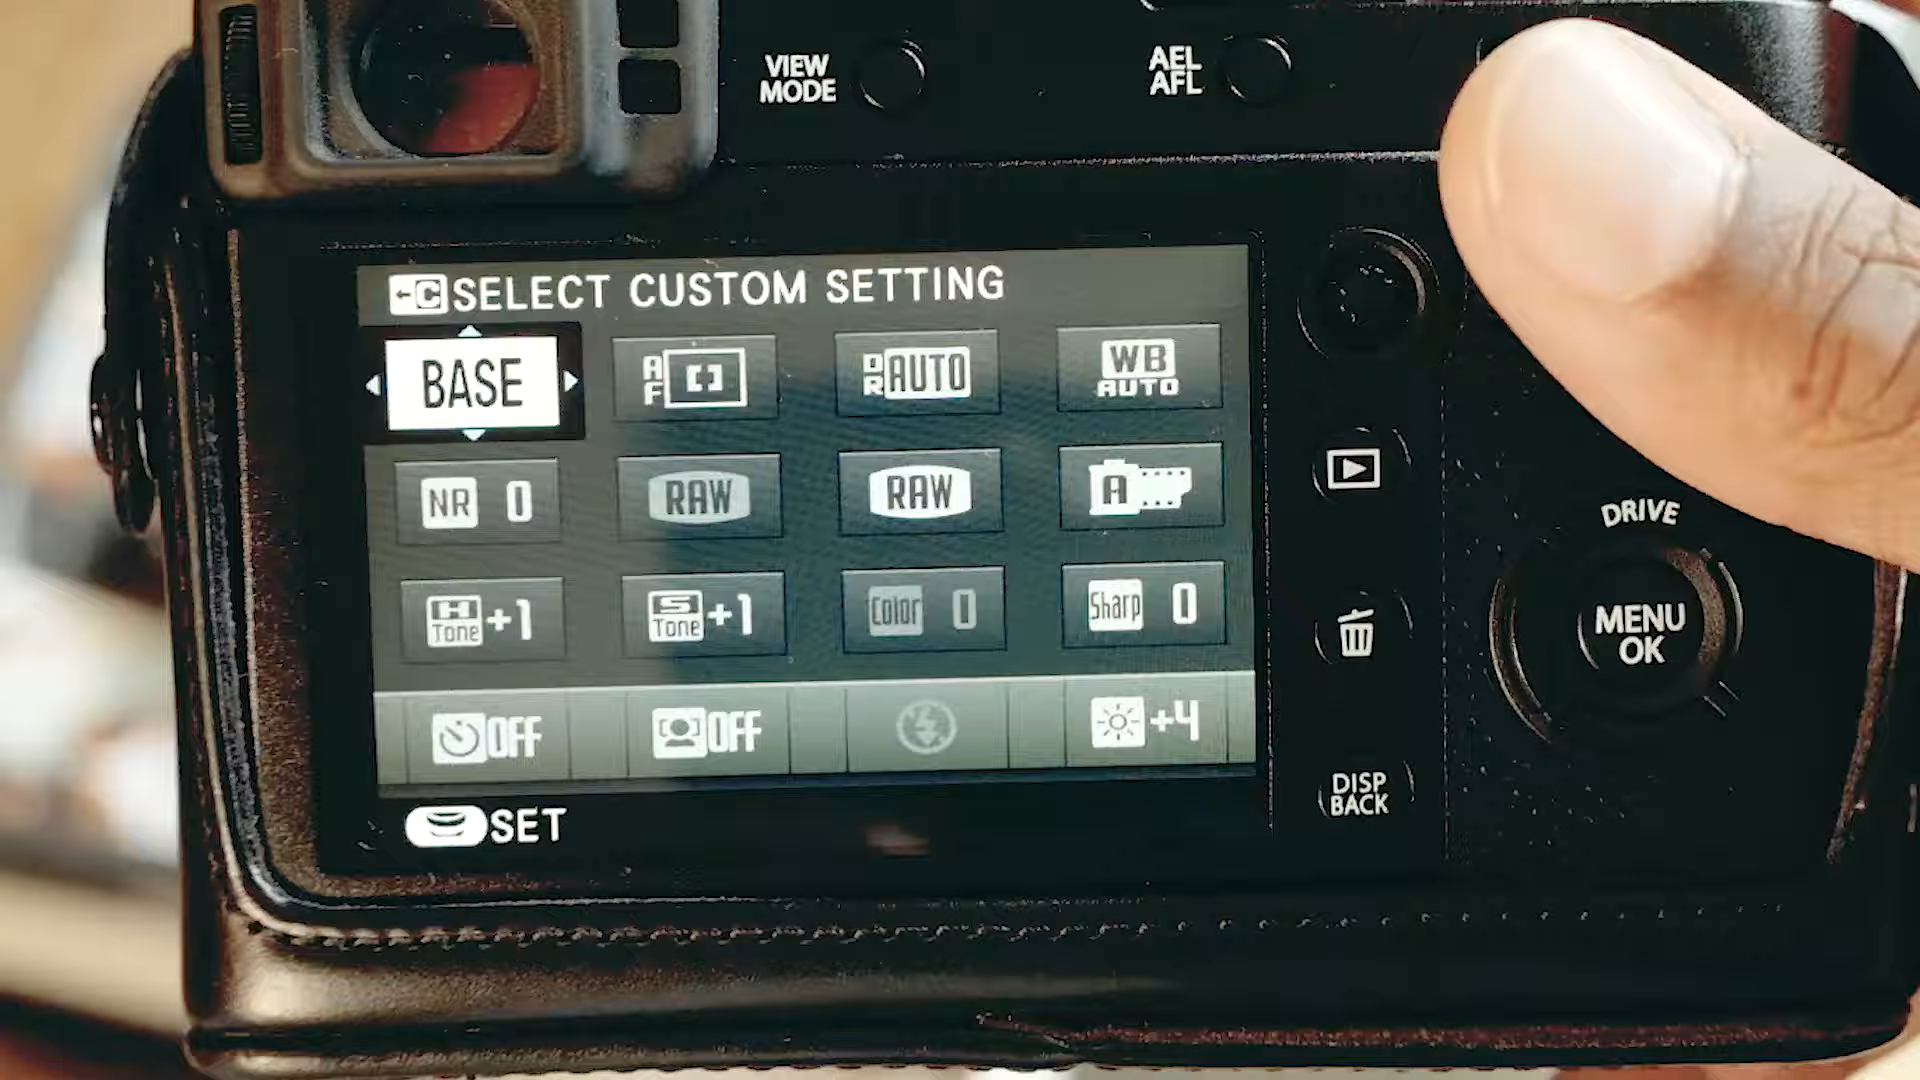 VIEW
MODE
AEL
AFL
C SELECT CUSTOM SETTING
BASE
AF
DR AUTO
WB
AUTO
NR 0
RAW
RAW
A
H
Tone +1
S
Tone +1
Color 0
Sharp 0
OFF
OFF
+4
SET
DRIVE
MENU
OK
DISP
BACK